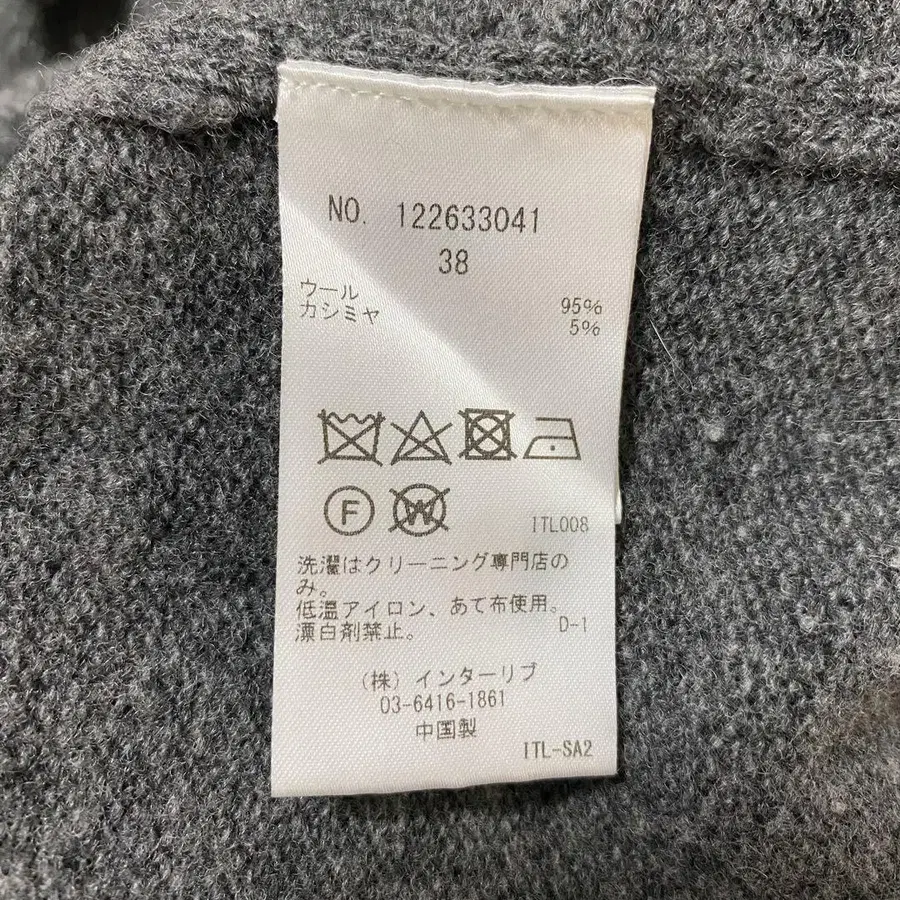 NO. 122633041
38
ウール 95%
カシミヤ 5%
F W
ITL008
洗濯はクリーニング専門店の
み。
低温アイロン、あて布使用。
漂白剤禁止。 D-1
（株）インターリブ
03-6416-1861
中国製
ITL-SA2